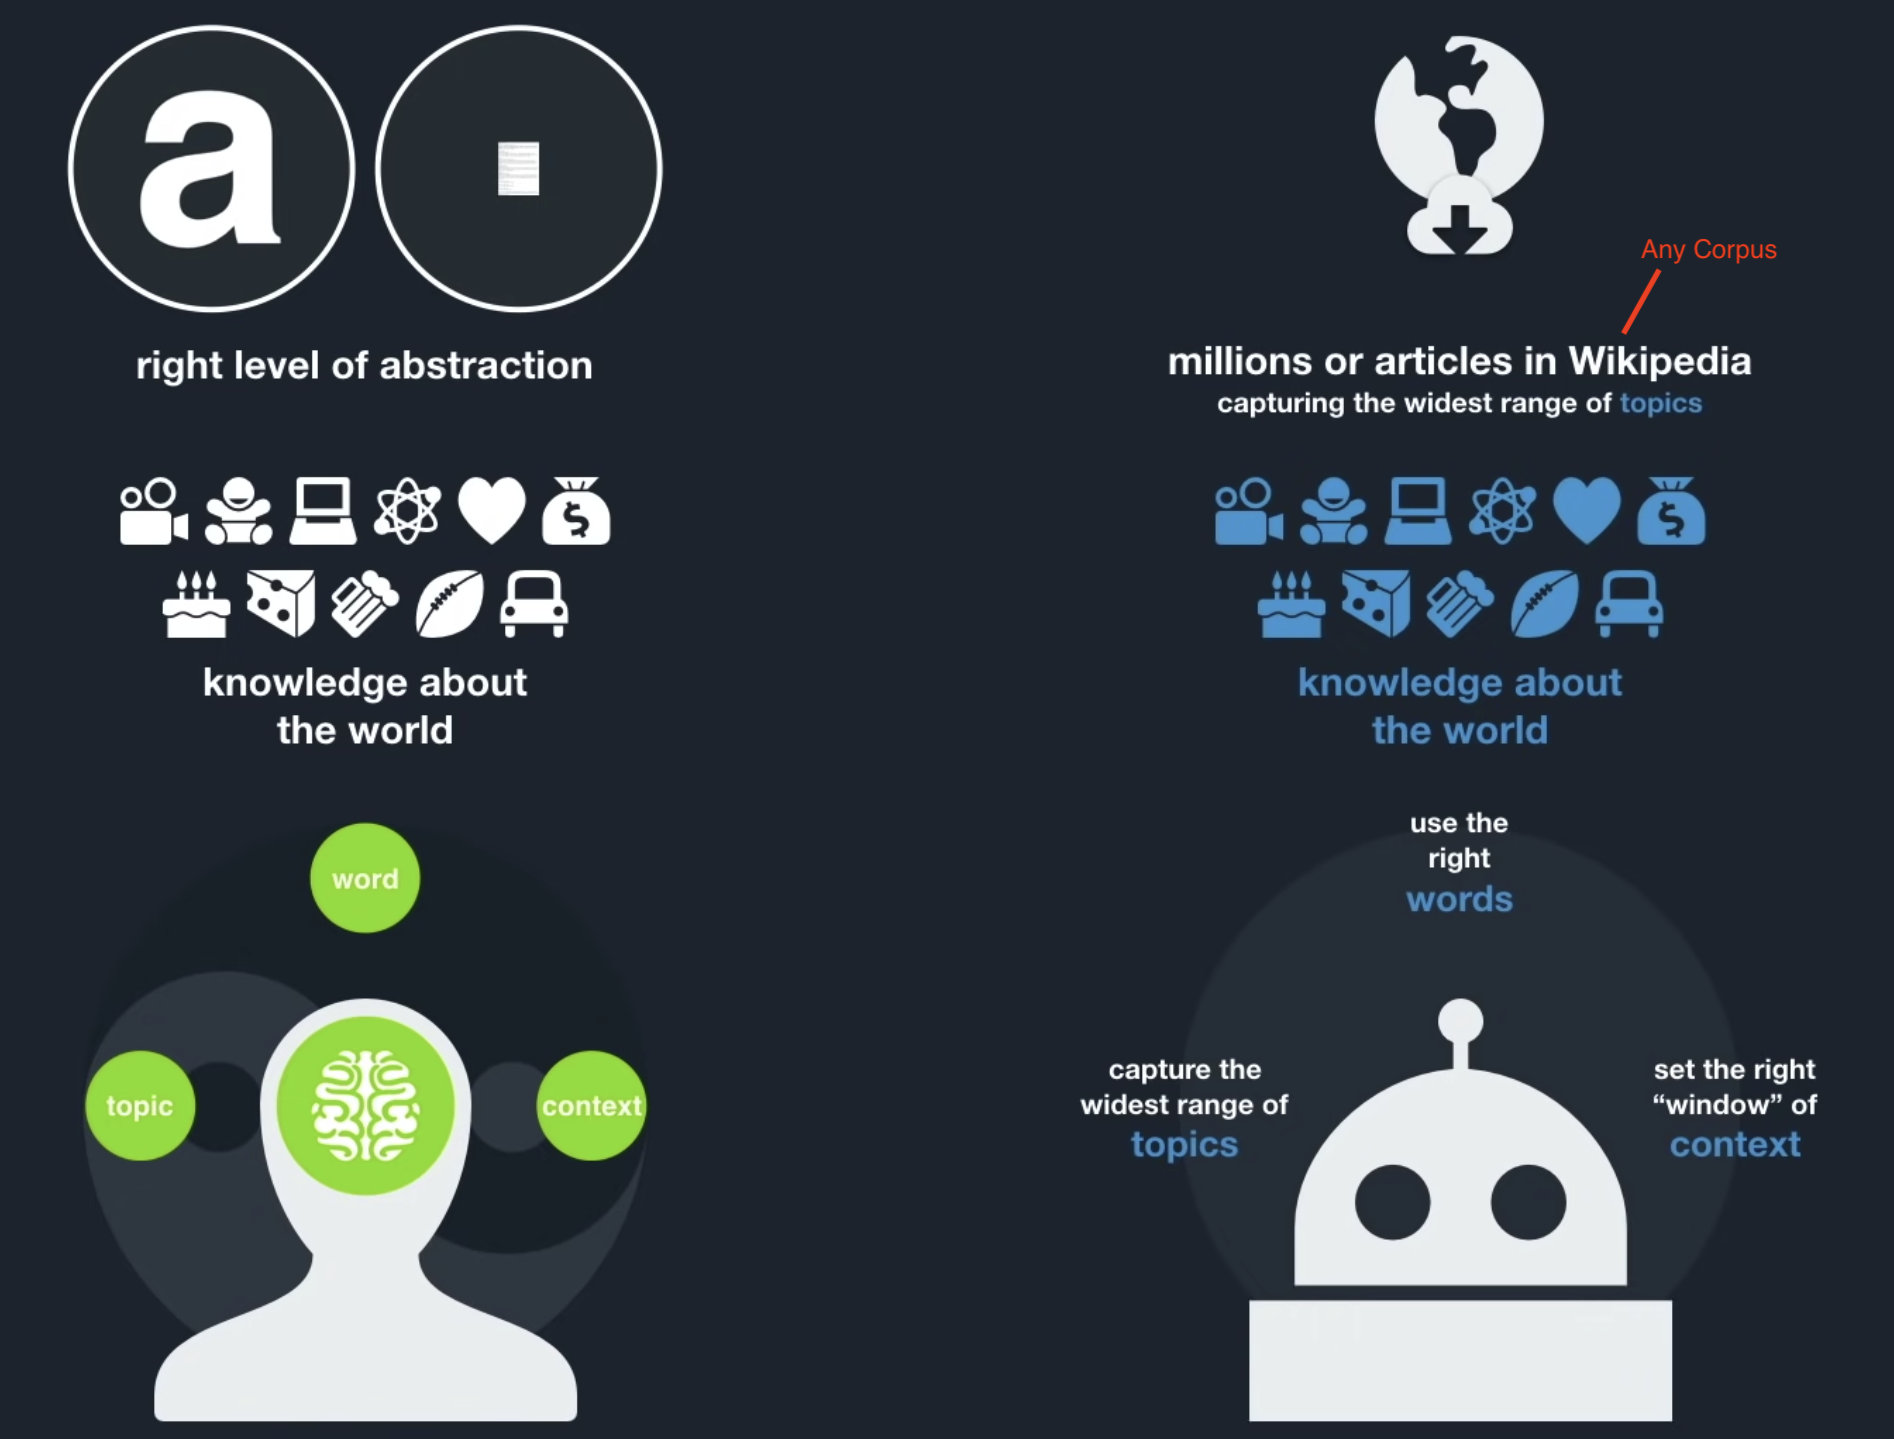 a
right level of abstraction
knowledge about
the world
word
topic
context
Any Corpus
millions or articles in Wikipedia
capturing the widest range of topics
$
$
knowledge about
the world
use the
right
words
capture the
widest range of
topics
set the right
“window” of
context